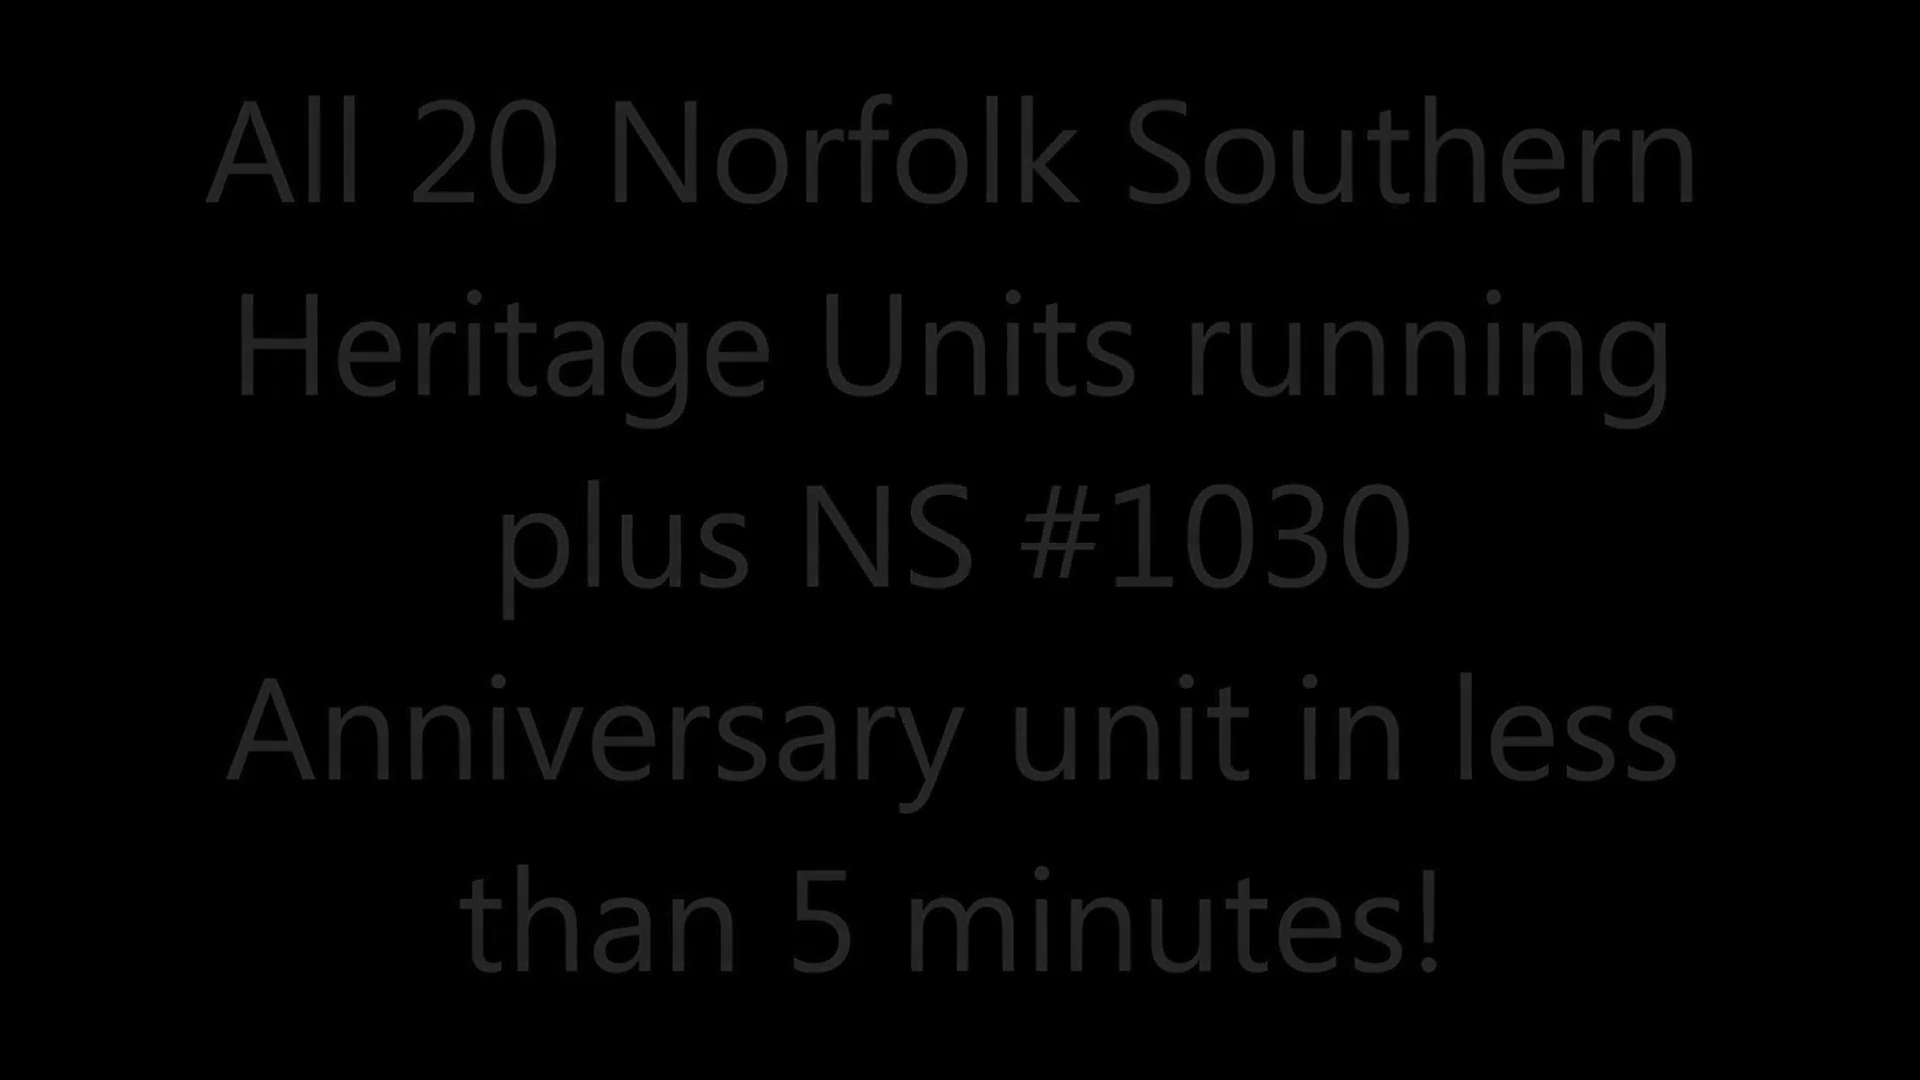 All 20 Norfolk Southern
Heritage Units running
plus NS #1030
Anniversary unit in less
than 5 minutes!